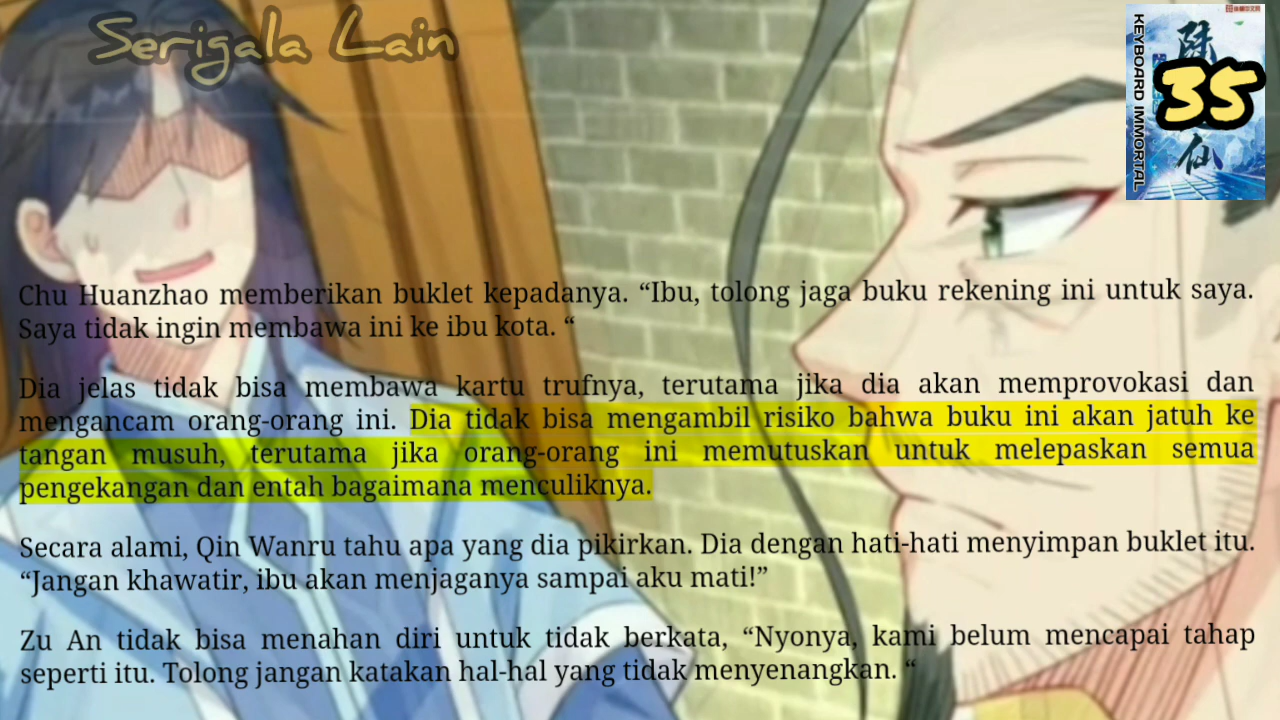 Serigala Lain
KEYBOARD IMMORTAL
陆
仙
35
Chu Huanzhao memberikan buklet kepadanya. “Ibu, tolong jaga buku rekening ini untuk saya.
Saya tidak ingin membawa ini ke ibu kota. “
Dia jelas tidak bisa membawa kartu trufnya, terutama jika dia akan memprovokasi dan
mengancam orang-orang ini. Dia tidak bisa mengambil risiko bahwa buku ini akan jatuh ke
tangan musuh, terutama jika orang-orang ini memutuskan untuk melepaskan semua
pengekangan dan entah bagaimana menculiknya.
Secara alami, Qin Wanru tahu apa yang dia pikirkan. Dia dengan hati-hati menyimpan buklet itu.
“Jangan khawatir, ibu akan menjaganya sampai aku mati!”
Zu An tidak bisa menahan diri untuk tidak berkata, “Nyonya, kami belum mencapai tahap
seperti itu. Tolong jangan katakan hal-hal yang tidak menyenangkan. “